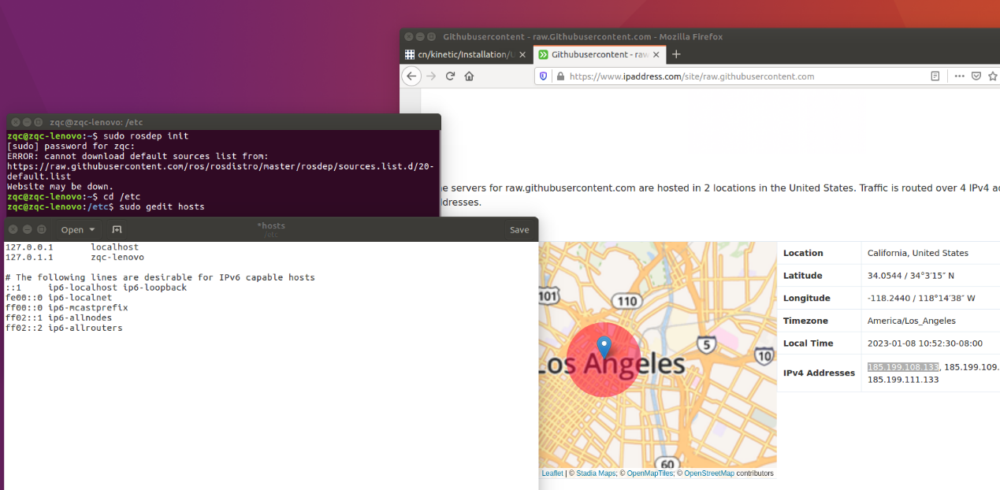 Githubusercontent - raw.Githubusercontent.com - Mozilla Firefox
cn/kinetic/Installation/U
Githubusercontent - raw
https://www.ipaddress.com/site/raw.githubusercontent.com
zqc@zqc-lenovo: /etc
zqc@zqc-lenovo:~$ sudo rosdep init
[sudo] password for zqc:
ERROR: cannot download default sources list from:
https://raw.githubusercontent.com/ros/rosdistro/master/rosdep/sources.list.d/20-
default.list
Website may be down.
zqc@zqc-lenovo:~$ cd /etc
zqc@zqc-lenovo:/etc$ sudo gedit hosts
e servers for raw.githubusercontent.com are hosted in 2 locations in the United States. Traffic is routed over 4 IPv4 a
dresses.
Open
*hosts
/etc
Save
127.0.0.1 localhost
127.0.1.1 zqc-lenovo
# The following lines are desirable for IPv6 capable hosts
::1 ip6-localhost ip6-loopback
fe00::0 ip6-localnet
ff00::0 ip6-mcastprefix
ff02::1 ip6-allnodes
ff02::2 ip6-allrouters
101
110
5
10
Los Angeles
60
Leaflet | © Stadia Maps; © OpenMapTiles; © OpenStreetMap contributors
Location California, United States
Latitude 34.0544 / 34°3′15″ N
Longitude -118.2440 / 118°14′38″ W
Timezone America/Los_Angeles
Local Time 2023-01-08 10:52:30-08:00
IPv4 Addresses 185.199.108.133, 185.199.109.
185.199.111.133